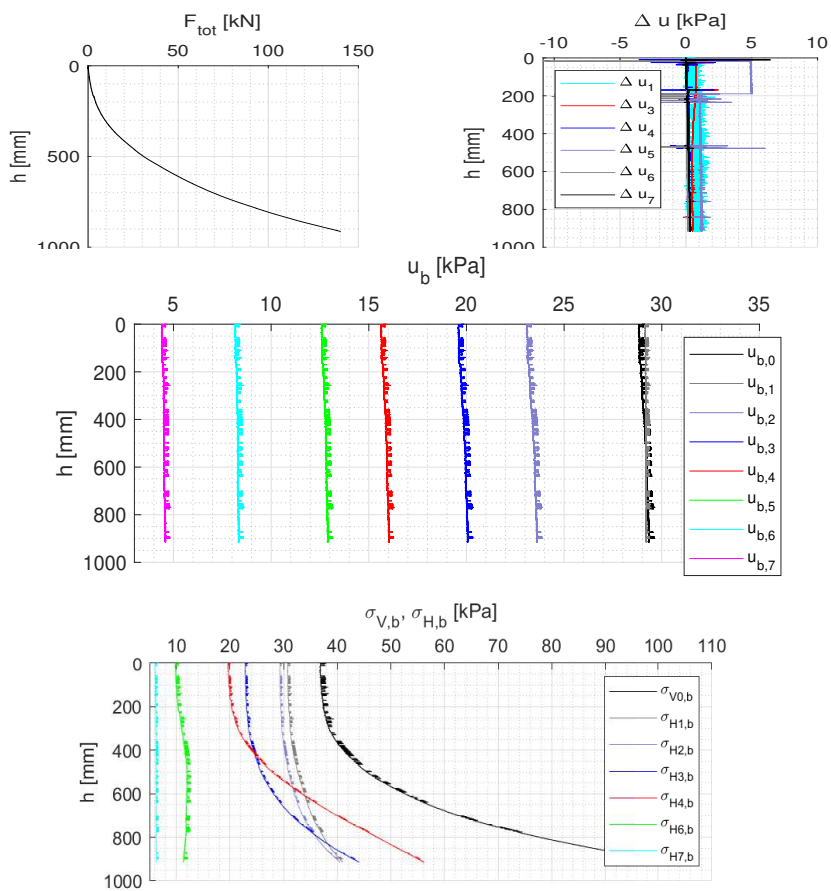 F_tot [kN]
0 50 100 150
0
500
1000
h [mm]
Δ u [kPa]
-10 -5 0 5 10
0
200
400
600
800
1000
h [mm]
Δ u_1
Δ u_3
Δ u_4
Δ u_5
Δ u_6
Δ u_7
u_b [kPa]
5 10 15 20 25 30 35
0
200
400
600
800
1000
h [mm]
u_b,0
u_b,1
u_b,2
u_b,3
u_b,4
u_b,5
u_b,6
u_b,7
σ_V,b, σ_H,b [kPa]
10 20 30 40 50 60 70 80 90 100 110
0
200
400
600
800
1000
h [mm]
σ_V0,b
σ_H1,b
σ_H2,b
σ_H3,b
σ_H4,b
σ_H6,b
σ_H7,b